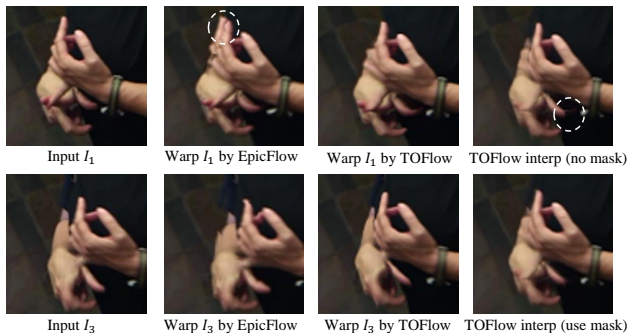 Input I₁
Warp I₁ by EpicFlow
Warp I₁ by TOFlow
TOFlow interp (no mask)
Input I₃
Warp I₃ by EpicFlow
Warp I₃ by TOFlow
TOFlow interp (use mask)